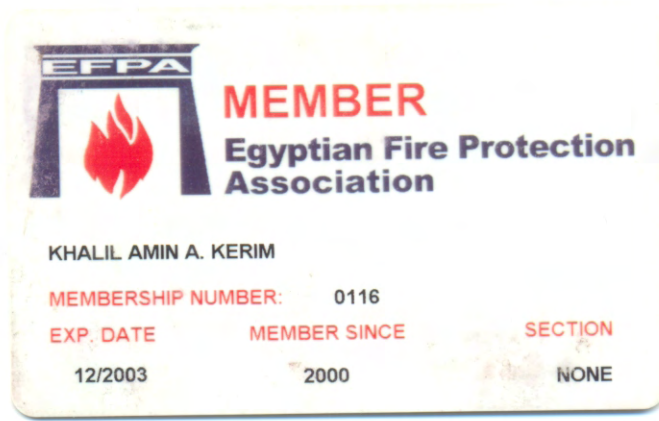 EFPA
MEMBER
Egyptian Fire Protection
Association
KHALIL AMIN A. KERIM
MEMBERSHIP NUMBER: 0116
EXP. DATE MEMBER SINCE SECTION
12/2003 2000 NONE